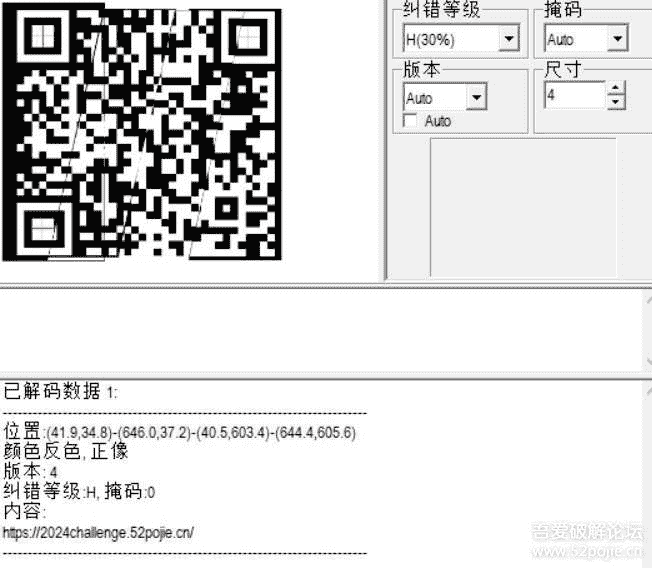 纠错等级
掩码
H(30%)
Auto
版本
尺寸
Auto
4
Auto
已解码数据 1:
-----------------------------------------------------------------------
位置:(41.9,34.8)-(646.0,37.2)-(40.5,603.4)-(644.4,605.6)
颜色反色, 正像
版本: 4
纠错等级:H, 掩码:0
内容:
https://2024challenge.52pojie.cn/
-----------------------------------------------------------------------
吾爱破解论坛
www.52pojie.cn